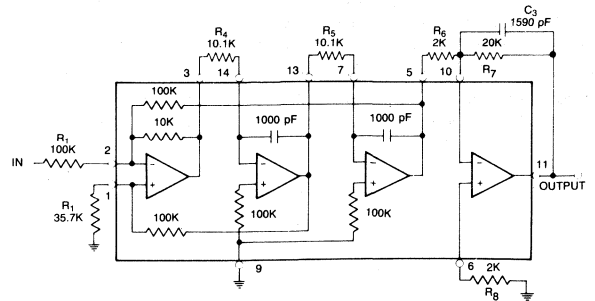 C3
1590 pF
R4
10.1K
R5
10.1K
R6
2K
20K
R7
3
14
13
7
5
10
100K
10K
1000 pF
1000 pF
R1
100K
IN
2
-
+
-
+
-
+
-
+
11
OUTPUT
1
R1
35.7K
100K
100K
100K
9
6
2K
R8